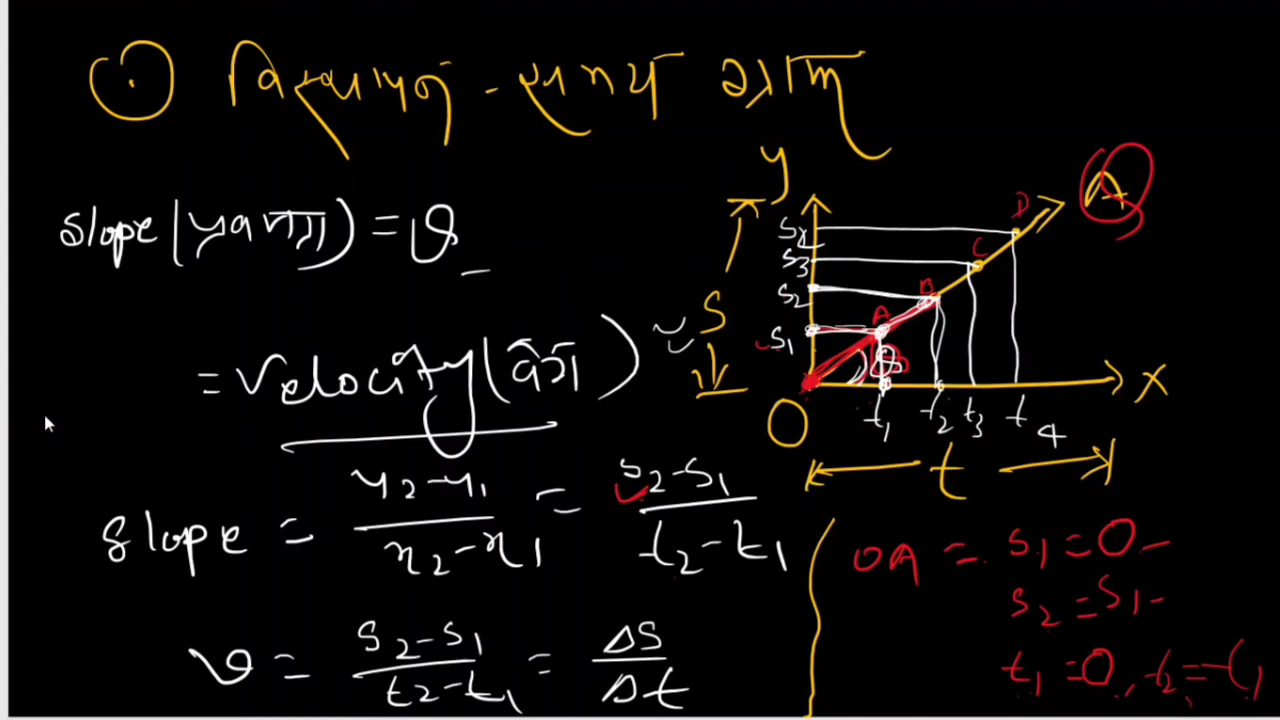 विस्थापन - समय ग्राफ
slope (प्रवणता) = v
= Velocity (वेग)
slope = y2-y1/x2-x1 = s2-s1/t2-t1
v = s2-s1/t2-t1 = Δs/Δt
y
A
S4
S3
S2
S1
S
A B C D
θ
O
x
t1 t2 t3 t4
t
OA = s1 = 0
s2 = s1
t1 = 0, t2 = t1